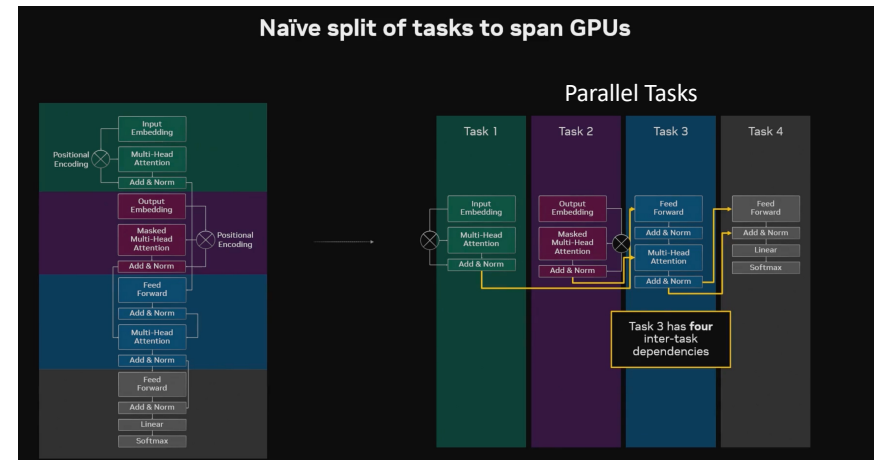 Naïve split of tasks to span GPUs
Parallel Tasks
Input
Embedding
Positional
Encoding
Multi-Head
Attention
Add & Norm
Output
Embedding
Masked
Multi-Head
Attention
Positional
Encoding
Add & Norm
Feed
Forward
Add & Norm
Multi-Head
Attention
Add & Norm
Feed
Forward
Add & Norm
Linear
Softmax
Task 1
Input
Embedding
Multi-Head
Attention
Add & Norm
Task 2
Output
Embedding
Masked
Multi-Head
Attention
Add & Norm
Task 3
Feed
Forward
Add & Norm
Multi-Head
Attention
Add & Norm
Task 3 has four
inter-task
dependencies
Task 4
Feed
Forward
Add & Norm
Linear
Softmax